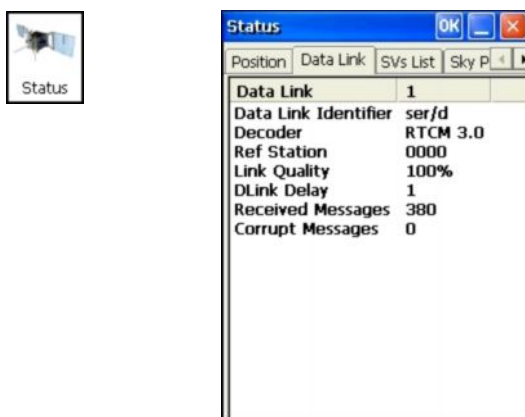 Status
Status OK
Position Data Link SVs List Sky P
Data Link 1
Data Link Identifier ser/d
Decoder RTCM 3.0
Ref Station 0000
Link Quality 100%
DLink Delay 1
Received Messages 380
Corrupt Messages 0